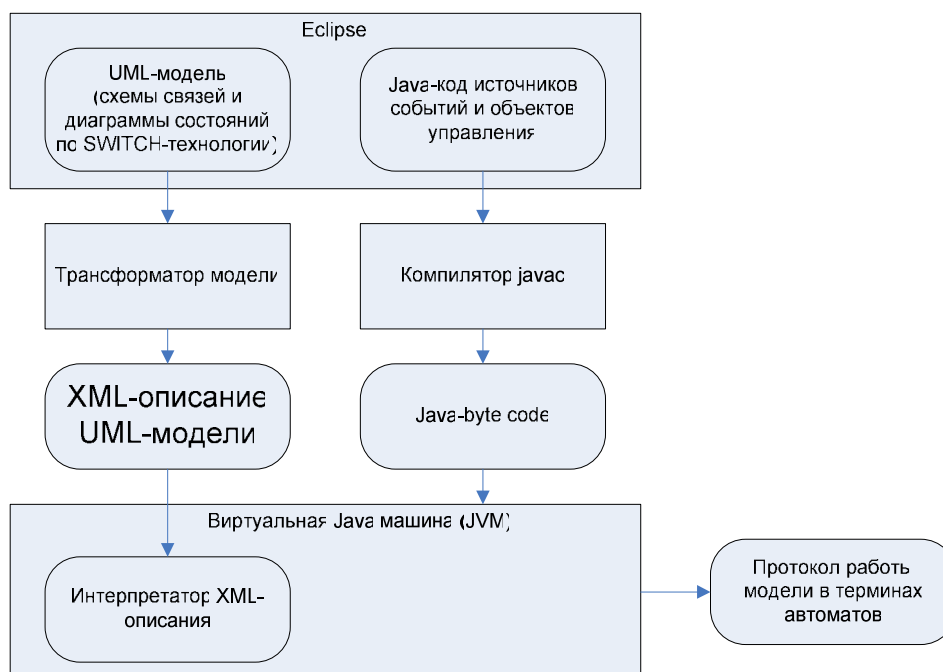 Eclipse
UML-модель
(схемы связей и
диаграммы состояний
по SWITCH-технологии)
Java-код источников
событий и объектов
управления
Трансформатор модели
Компилятор javac
XML-описание
UML-модели
Java-byte code
Виртуальная Java машина (JVM)
Интерпретатор XML-
описания
Протокол работь
модели в терминах
автоматов